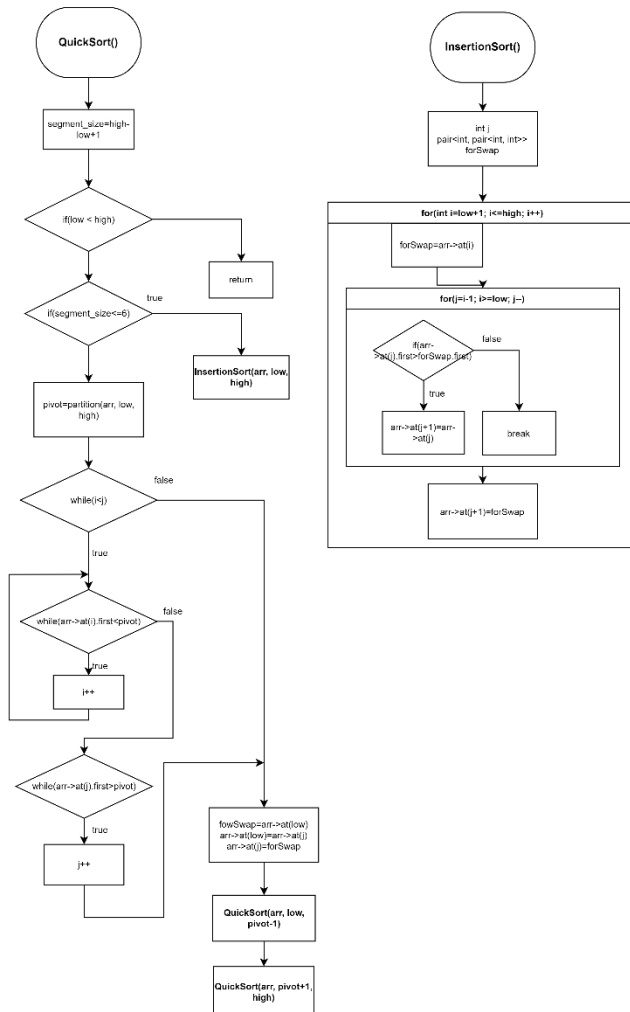 QuickSort()
segment_size=high-
low+1
if(low < high)
return
if(segment_size<=6)
true
InsertionSort(arr, low,
high)
pivot=partition(arr, low,
high)
while(i<j)
false
true
while(arr->at(i).first<pivot)
false
true
i++
while(arr->at(j).first>pivot)
true
j++
fowSwap=arr->at(low)
arr->at(low)=arr->at(j)
arr->at(j)=forSwap
QuickSort(arr, low,
pivot-1)
QuickSort(arr, pivot+1,
high)
InsertionSort()
int j
pair<int, pair<int, int>>
forSwap
for(int i=low+1; i<=high; i++)
forSwap=arr->at(i)
for(j=i-1; i>=low; j--)
if(arr-
>at(j).first>forSwap.first)
false
true
arr->at(j+1)=arr-
>at(j)
break
arr->at(j+1)=forSwap